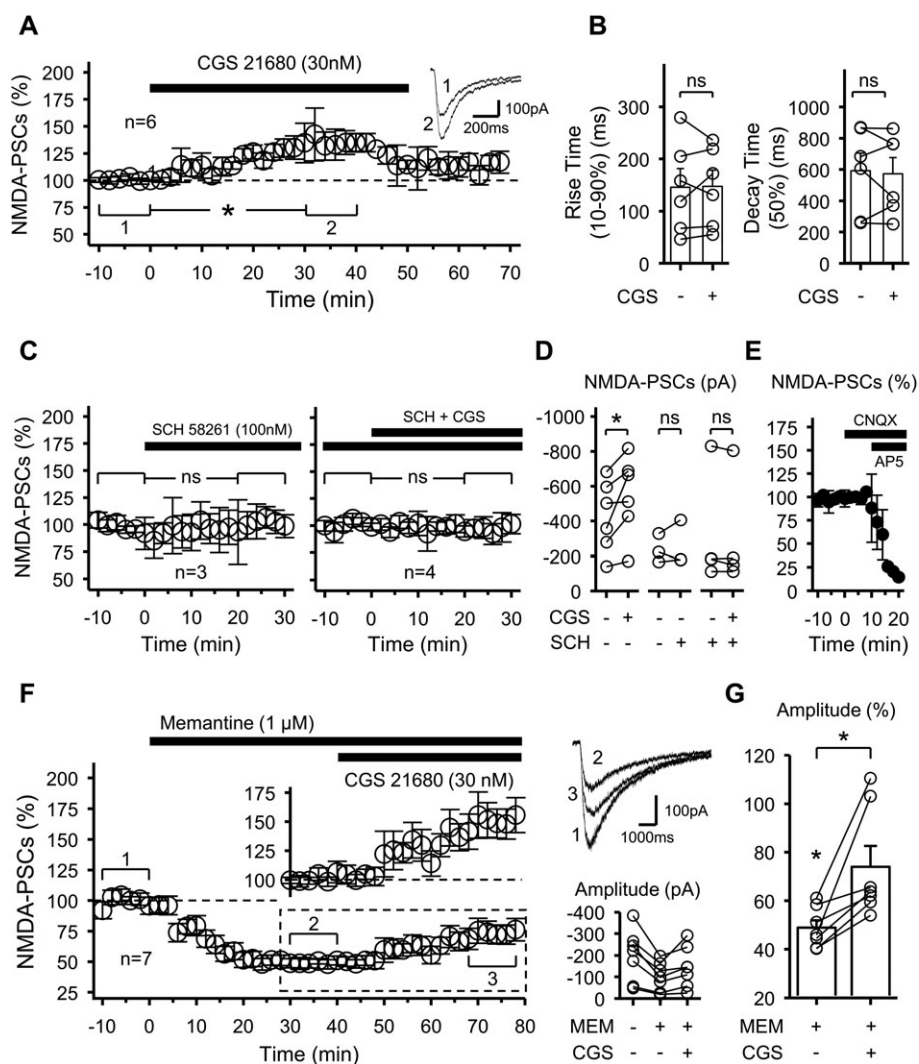 A
CGS 21680 (30nM)
NMDA-PSCs (%)
200
175
150
125
100
75
50
n=6
1
2
100pA
200ms
1
*
2
-10 0 10 20 30 40 50 60 70
Time (min)
B
ns
Rise Time
(10-90%) (ms)
300
200
100
0
CGS - +
ns
Decay Time
(50%) (ms)
1000
800
600
400
200
0
CGS - +
C
NMDA-PSCs (%)
200
175
150
125
100
75
50
SCH 58261 (100nM)
ns
n=3
-10 0 10 20 30
Time (min)
SCH + CGS
ns
n=4
-10 0 10 20 30
Time (min)
D
NMDA-PSCs (pA)
-1000
-800
-600
-400
-200
0
* ns ns
CGS - + - - - +
SCH - - - + + +
E
NMDA-PSCs (%)
200
175
150
125
100
75
50
25
0
CNQX
AP5
-10 0 10 20
Time (min)
F
Memantine (1 µM)
CGS 21680 (30 nM)
NMDA-PSCs (%)
200
175
150
125
100
75
50
25
1
n=7
175
150
125
100
2
3
-10 0 10 20 30 40 50 60 70 80
Time (min)
2
3
1
100pA
1000ms
Amplitude (pA)
-400
-300
-200
-100
0
MEM - + +
CGS - - +
G
Amplitude (%)
120
100
80
60
40
20
*
*
MEM + +
CGS - +